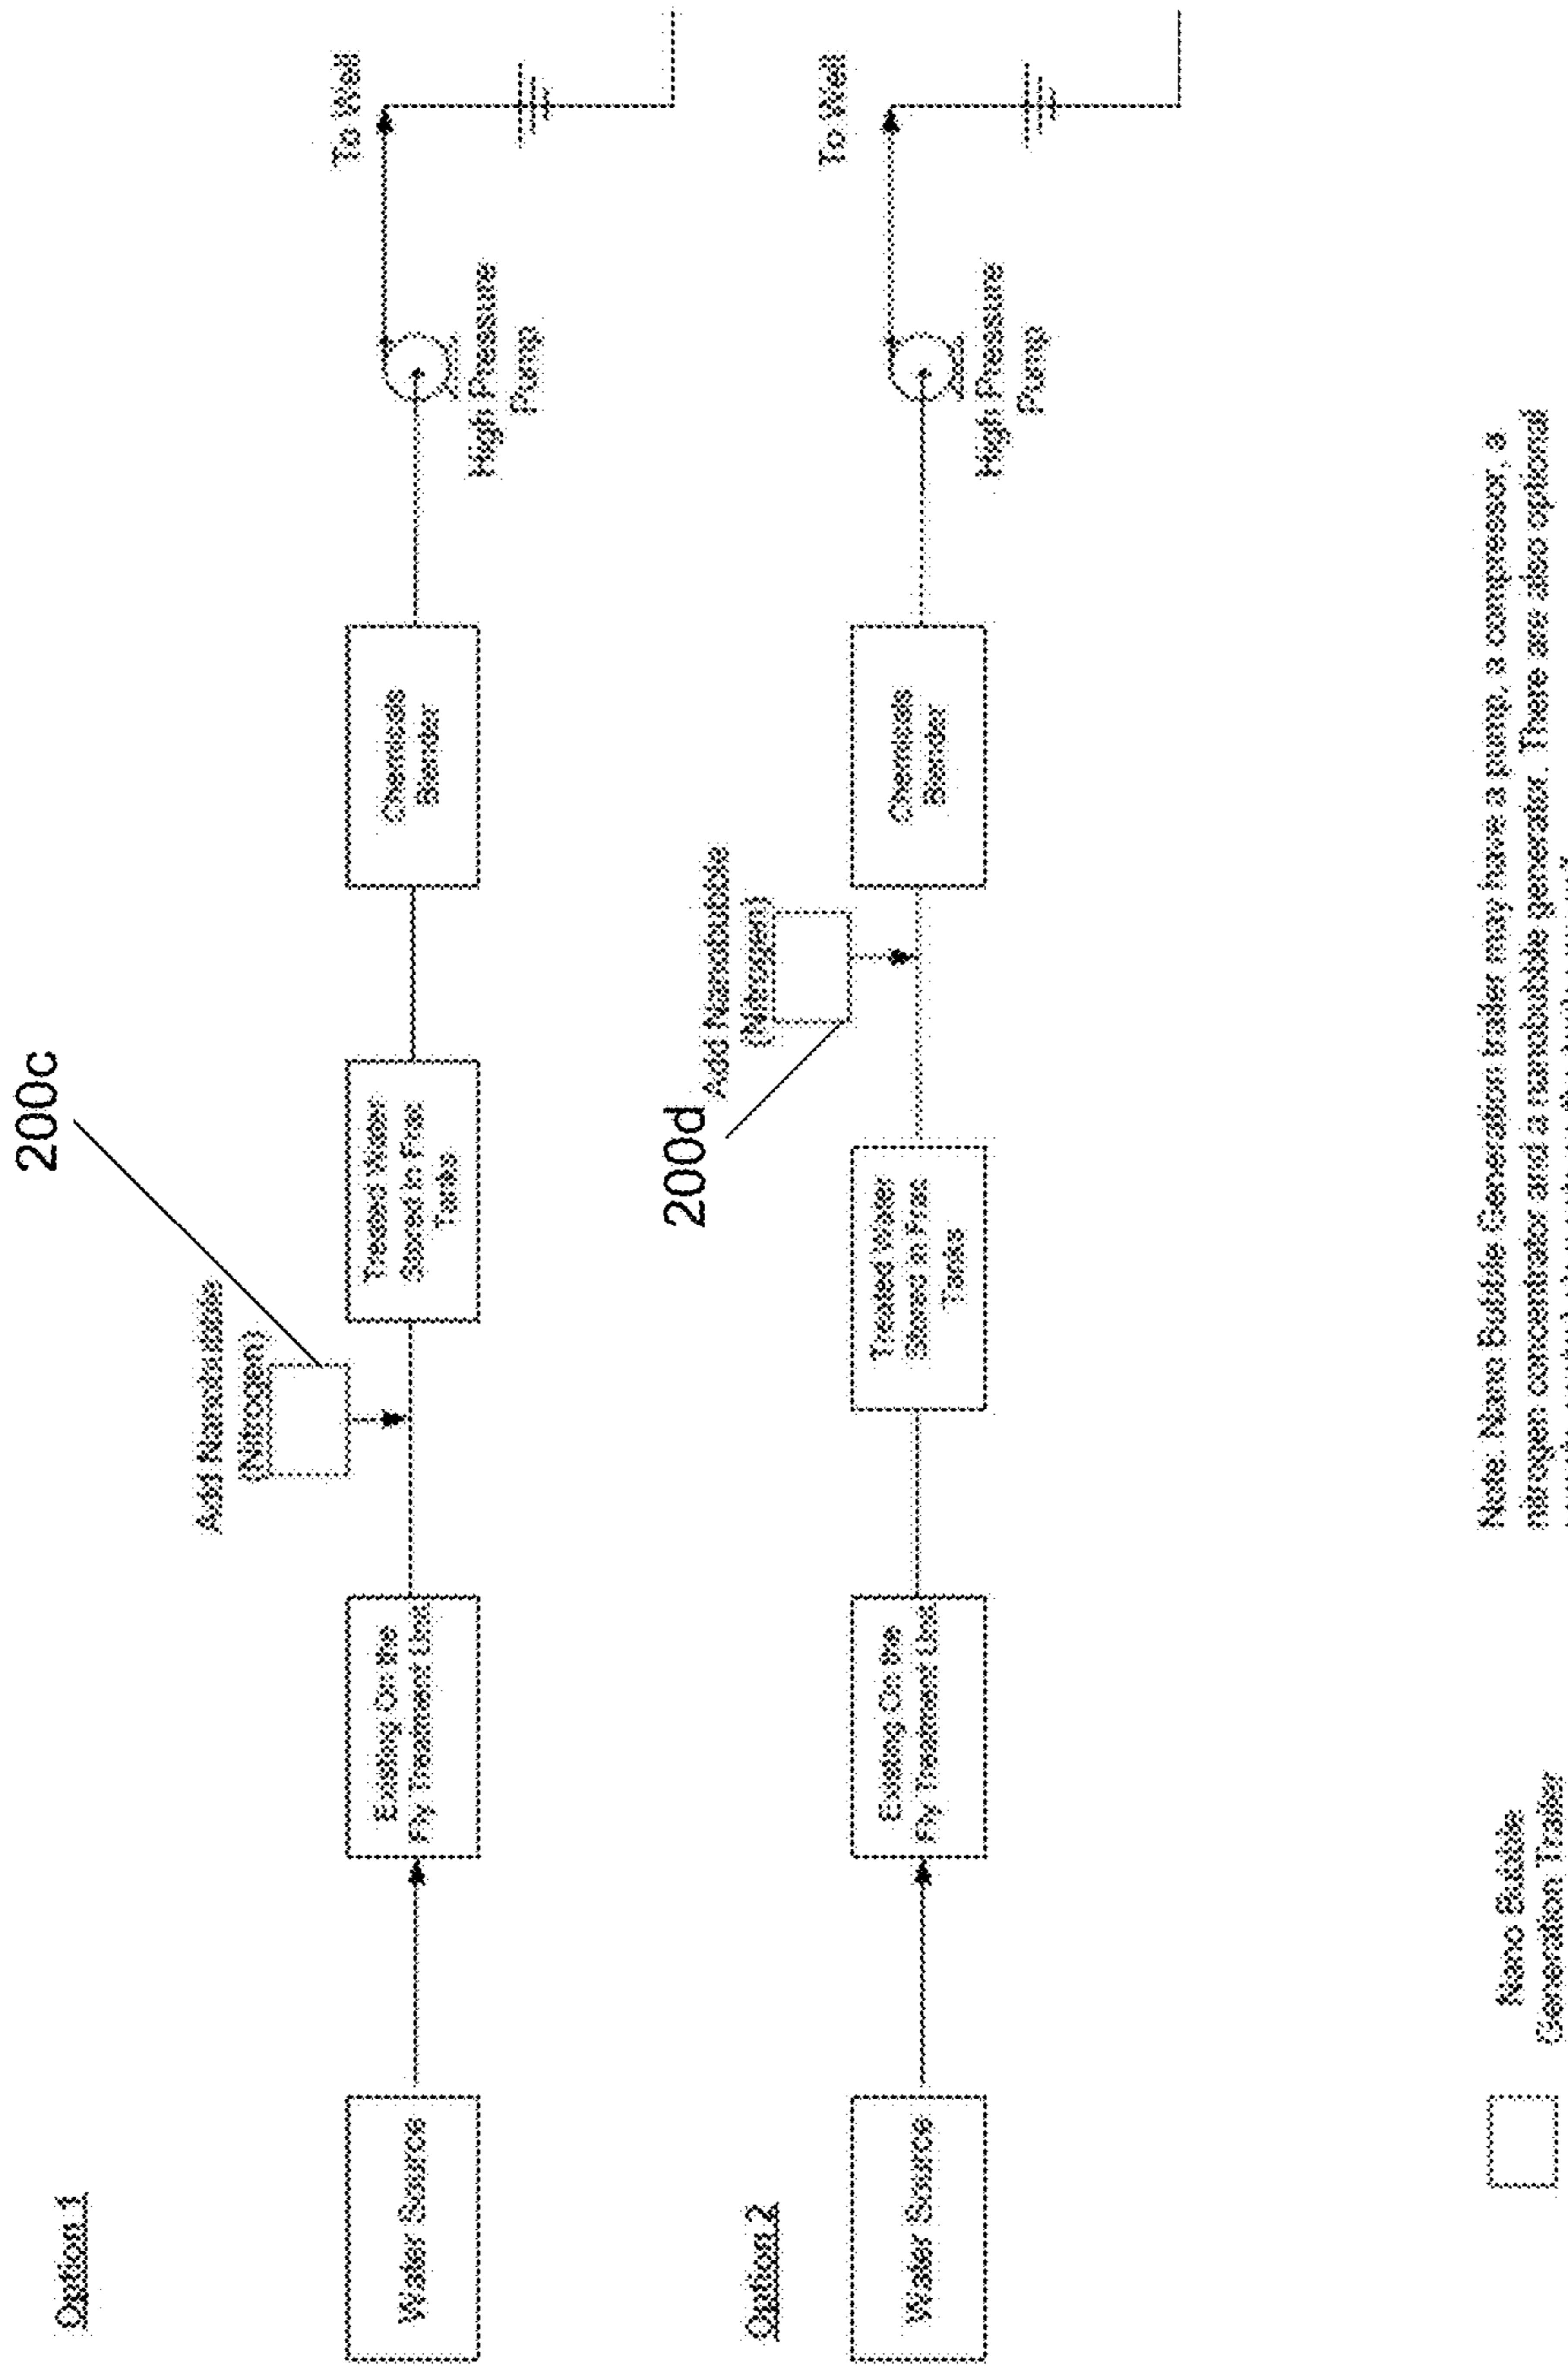 Option 1
200c
Add Nanobubble
(Nitrogen)
Water Source
Existing On the
Fly Treatment Unit
Treated Water
Stored in Frac
Tanks
Chemicals
Blender
High Pressure
Pump
To Well
Option 2
200d
Add Nanobubble
(Nitrogen)
Water Source
Existing On the
Fly Treatment Unit
Treated Water
Stored in Frac
Tanks
Chemicals
Blender
High Pressure
Pump
To Well
Nano Bubble
Generation Trailer
Note: Nano Bubble Generation trailer may have a pump, a compressor, a
nitrogen concentrator and a nanobubble generator. There are also optional